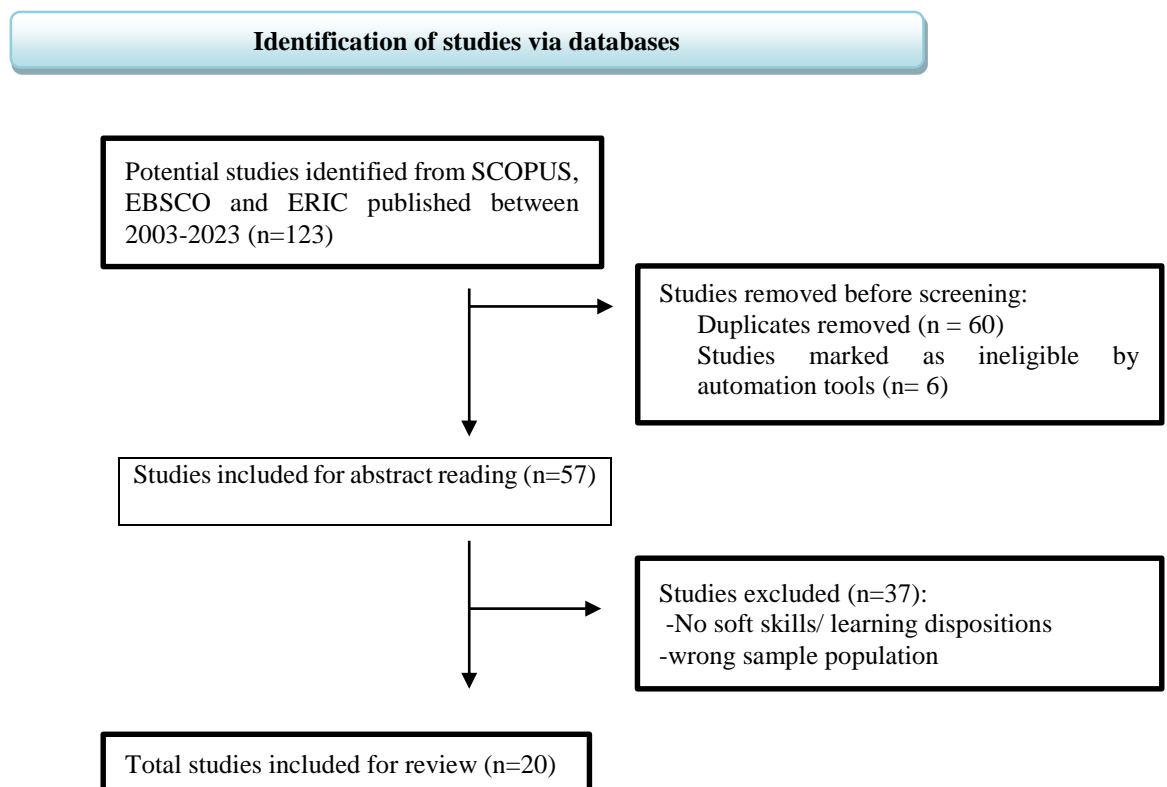 Identification of studies via databases
Potential studies identified from SCOPUS,
EBSCO and ERIC published between
2003-2023 (n=123)
Studies removed before screening:
Duplicates removed (n = 60)
Studies marked as ineligible by
automation tools (n= 6)
Studies included for abstract reading (n=57)
Studies excluded (n=37):
-No soft skills/ learning dispositions
-wrong sample population
Total studies included for review (n=20)